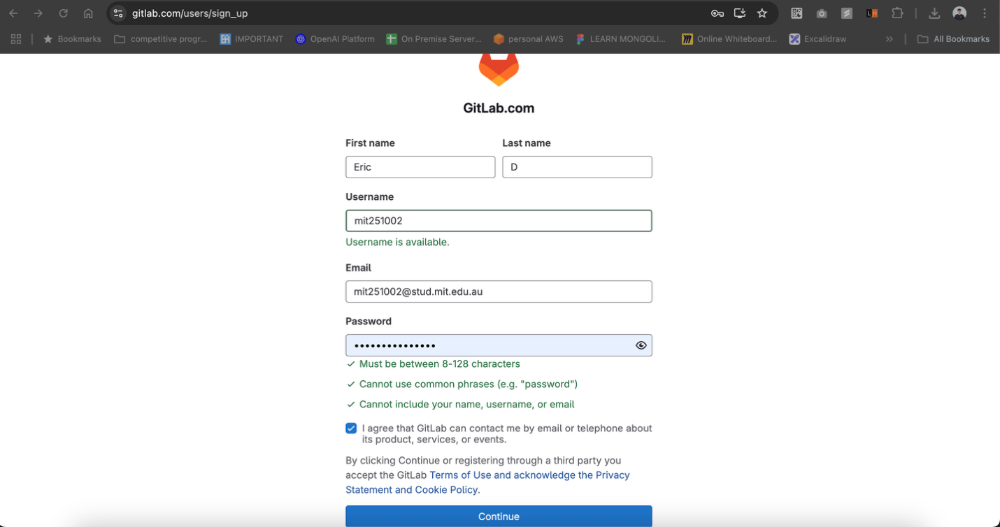 gitlab.com/users/sign_up
Bookmarks competitive progr... IMPORTANT OpenAI Platform On Premise Server... personal AWS LEARN MONGOLI... Online Whiteboard... Excalidraw » All Bookmarks
GitLab.com
First name Last name
Eric D
Username
mit251002
Username is available.
Email
mit251002@stud.mit.edu.au
Password
•••••••••••••••
Must be between 8-128 characters
Cannot use common phrases (e.g. "password")
Cannot include your name, username, or email
I agree that GitLab can contact me by email or telephone about
its product, services, or events.
By clicking Continue or registering through a third party you
accept the GitLab Terms of Use and acknowledge the Privacy
Statement and Cookie Policy.
Continue